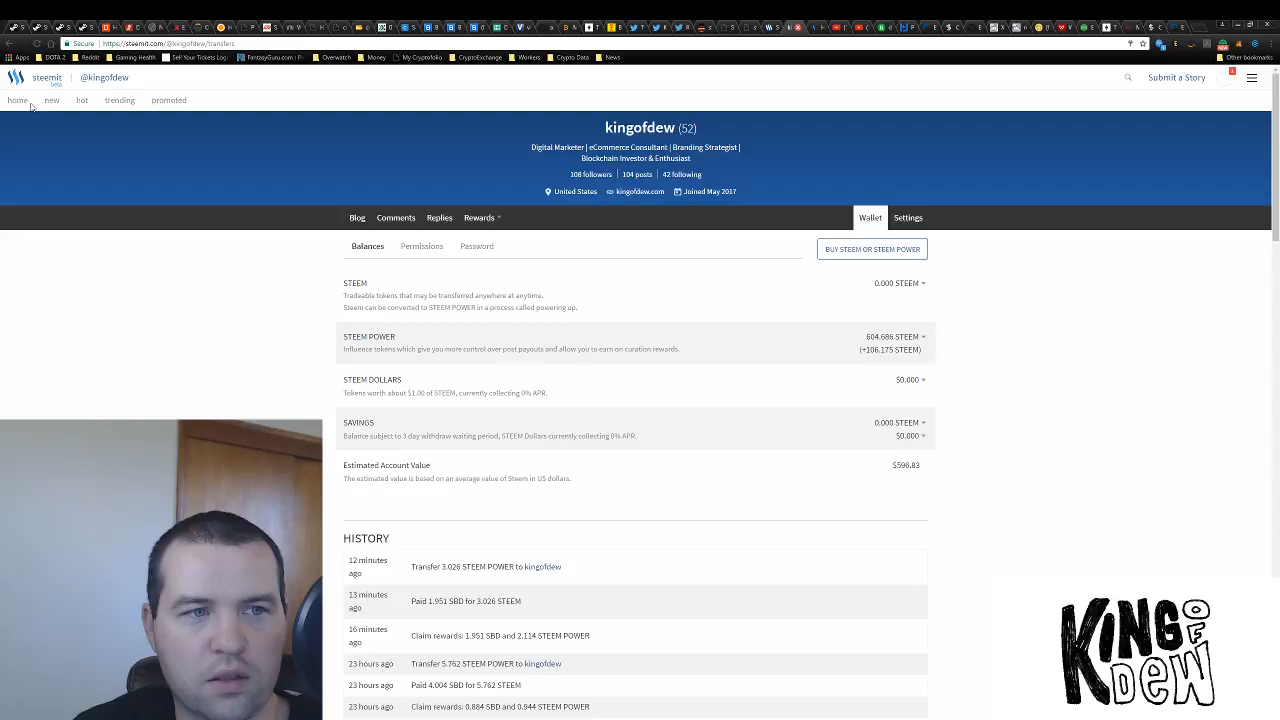 Secure https://steemit.com/@kingofdew/transfers
Apps DOTA 2 Reddit Gaming Health Sell Your Tickets Log FantasyGuru.com Overwatch Money My Cryptofolio CryptoExchange Workers Crypto Data News Other bookmarks
steemit beta @kingofdew Submit a Story 1
home new hot trending promoted
kingofdew (52)
Digital Marketer | eCommerce Consultant | Branding Strategist |
Blockchain Investor & Enthusiast
108 followers 104 posts 42 following
United States kingofdew.com Joined May 2017
Blog Comments Replies Rewards Wallet Settings
Balances Permissions Password BUY STEEM OR STEEM POWER
STEEM 0.000 STEEM
Tradeable tokens that may be transferred anywhere at anytime.
Steem can be converted to STEEM POWER in a process called powering up.
STEEM POWER 604.686 STEEM
Influence tokens which give you more control over post payouts and allow you to earn on curation rewards. (+106.175 STEEM)
STEEM DOLLARS $0.000
Tokens worth about $1.00 of STEEM, currently collecting 0% APR.
SAVINGS 0.000 STEEM
Balance subject to 3 day withdraw waiting period, STEEM Dollars currently collecting 0% APR. $0.000
Estimated Account Value $596.83
The estimated value is based on an average value of Steem in US dollars.
HISTORY
12 minutes ago Transfer 3.026 STEEM POWER to kingofdew
13 minutes ago Paid 1.951 SBD for 3.026 STEEM
16 minutes ago Claim rewards: 1.951 SBD and 2.114 STEEM POWER
23 hours ago Transfer 5.762 STEEM POWER to kingofdew
23 hours ago Paid 4.004 SBD for 5.762 STEEM
23 hours ago Claim rewards: 0.884 SBD and 0.944 STEEM POWER
KING OF
DEW